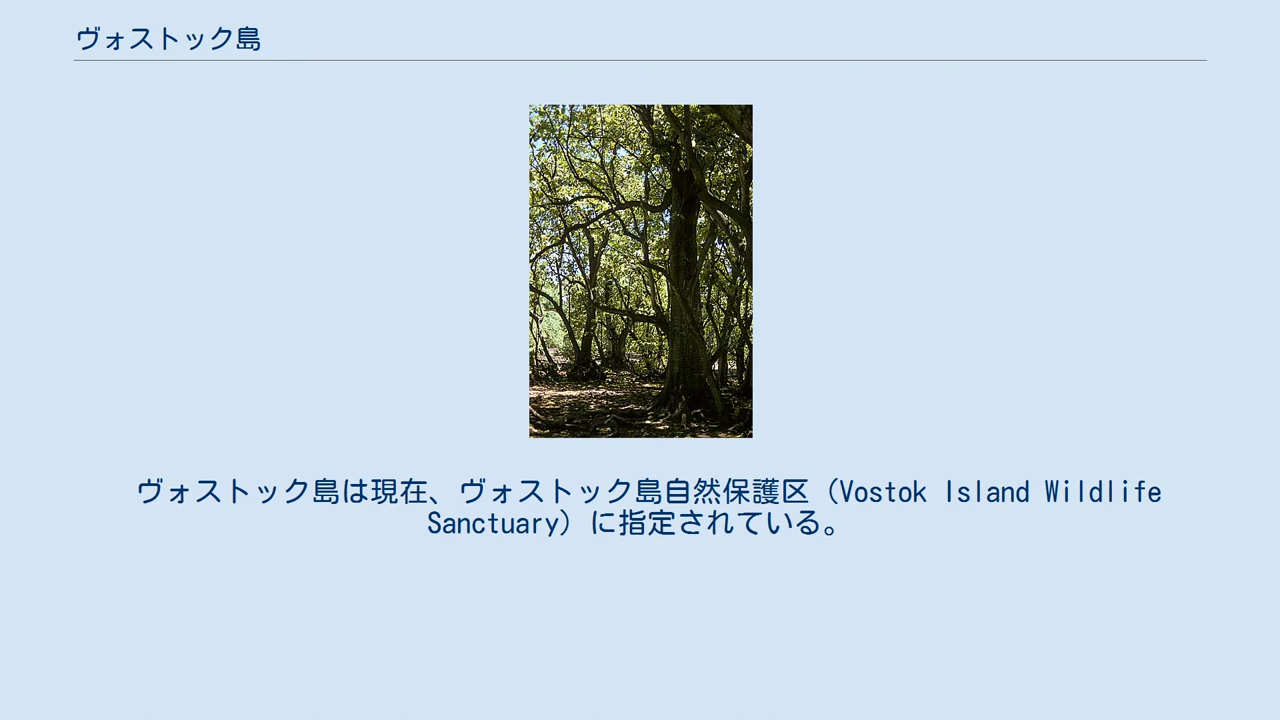 ヴォストック島
ヴォストック島は現在、ヴォストック島自然保護区（Vostok Island Wildlife
Sanctuary）に指定されている。